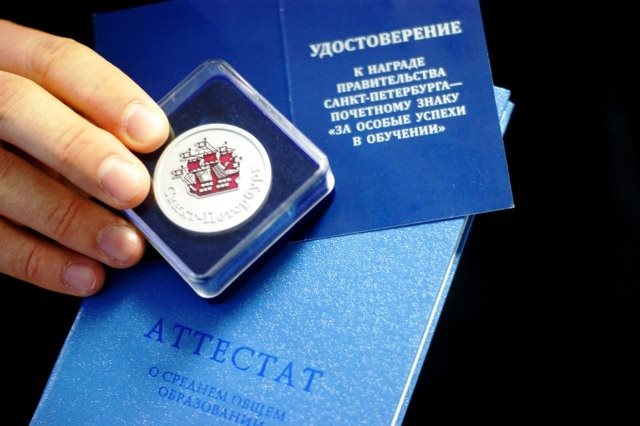 УДОСТОВЕРЕНИЕ
К НАГРАДЕ
ПРАВИТЕЛЬСТВА
САНКТ-ПЕТЕРБУРГА—
ПОЧЕТНОМУ ЗНАКУ
«ЗА ОСОБЫЕ УСПЕХИ
В ОБУЧЕНИИ»
Санкт-Петербург
АТТЕСТАТ
О СРЕДНЕМ ОБЩЕМ
ОБРАЗОВАНИИ